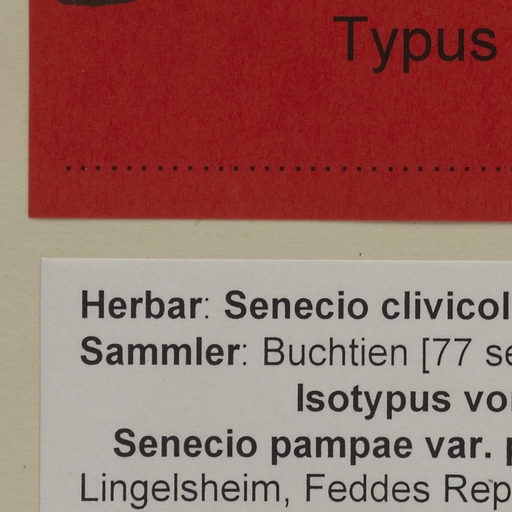 Typus
Herbar: Senecio clivicol
Sammler: Buchtien [77 se
Isotypus vo
Senecio pampae var. p
Lingelsheim, Feddes Rep